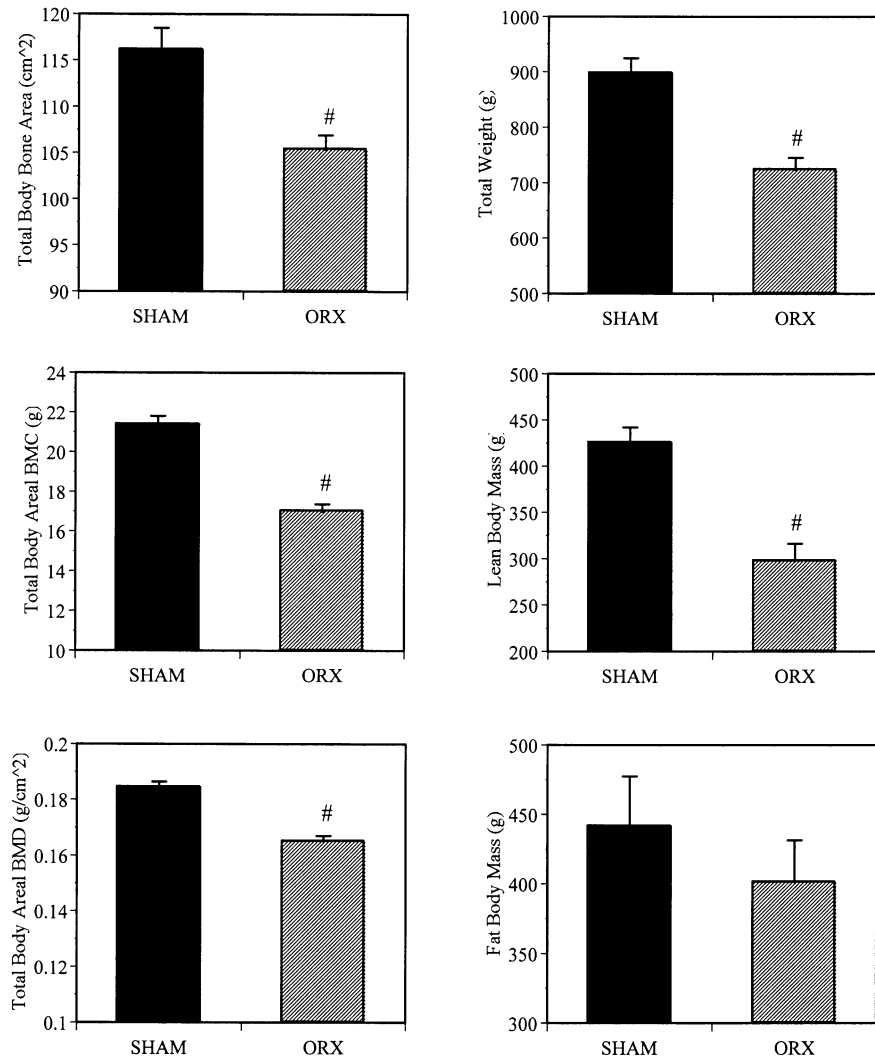 Total Body Bone Area (cm^2)
120
115
110
105
100
95
90
#
SHAM
ORX
Total Weight (g)
1000
900
800
700
600
500
#
SHAM
ORX
Total Body Areal BMC (g)
24
22
20
18
16
14
12
10
#
SHAM
ORX
Lean Body Mass (g
500
450
400
350
300
250
200
#
SHAM
ORX
Total Body Areal BMD (g/cm^2)
0.2
0.18
0.16
0.14
0.12
0.1
#
SHAM
ORX
Fat Body Mass (g)
500
450
400
350
300
SHAM
ORX